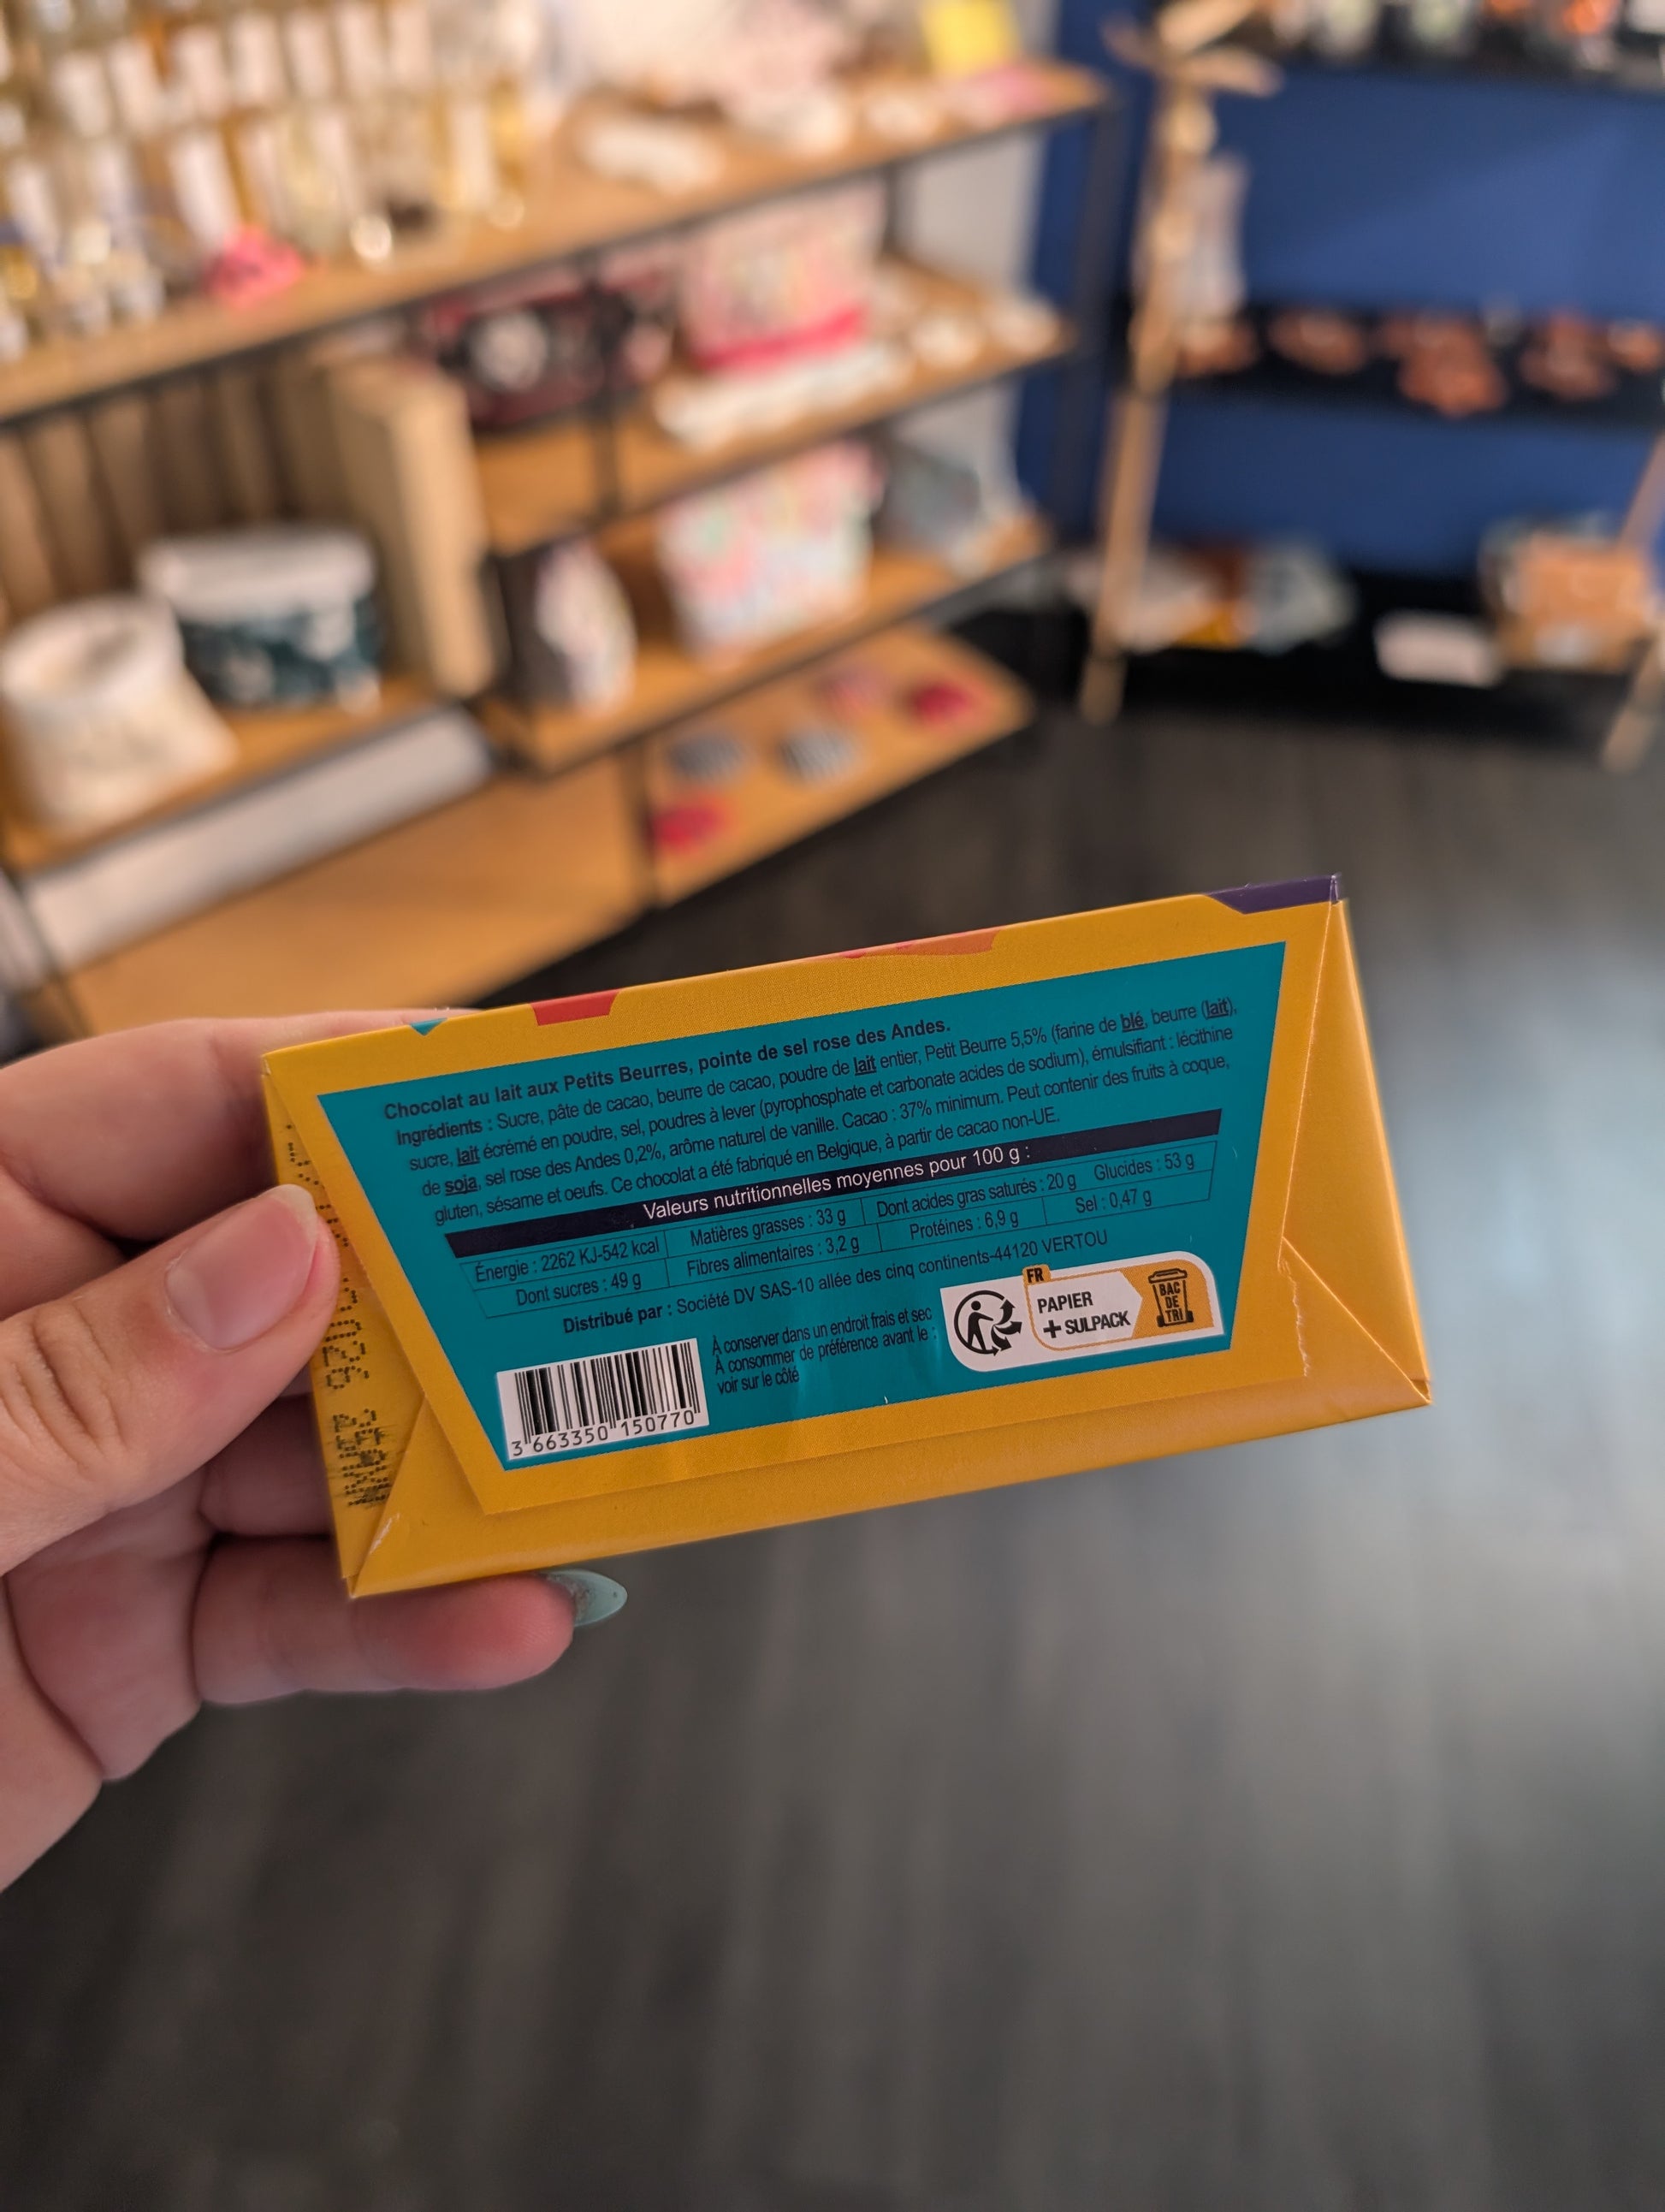 Chocolat au lait aux Petits Beurres, pointe de sel rose des Andes.
Ingrédients : Sucre, pâte de cacao, beurre de cacao, poudre de lait entier, Petit Beurre 5,5% (farine de blé, beurre (lait),
sucre, lait écrémé en poudre, sel, poudres à lever (pyrophosphate et carbonate acides de sodium), émulsifiant : lécithine
de soja, sel rose des Andes 0,2%, arôme naturel de vanille. Cacao : 37% minimum. Peut contenir des fruits à coque,
gluten, sésame et oeufs. Ce chocolat a été fabriqué en Belgique, à partir de cacao non-UE.
Valeurs nutritionnelles moyennes pour 100 g :
Énergie : 2262 KJ-542 kcal Matières grasses : 33 g Dont acides gras saturés : 20 g Glucides : 53 g
Dont sucres : 49 g Fibres alimentaires : 3,2 g Protéines : 6,9 g Sel : 0,47 g
Distribué par : Société DV SAS-10 allée des cinq continents-44120 VERTOU
À conserver dans un endroit frais et sec
À consommer de préférence avant le :
voir sur le côté
3 663350 150770
FR
PAPIER
+ SULPACK
BAC
DE
TRI